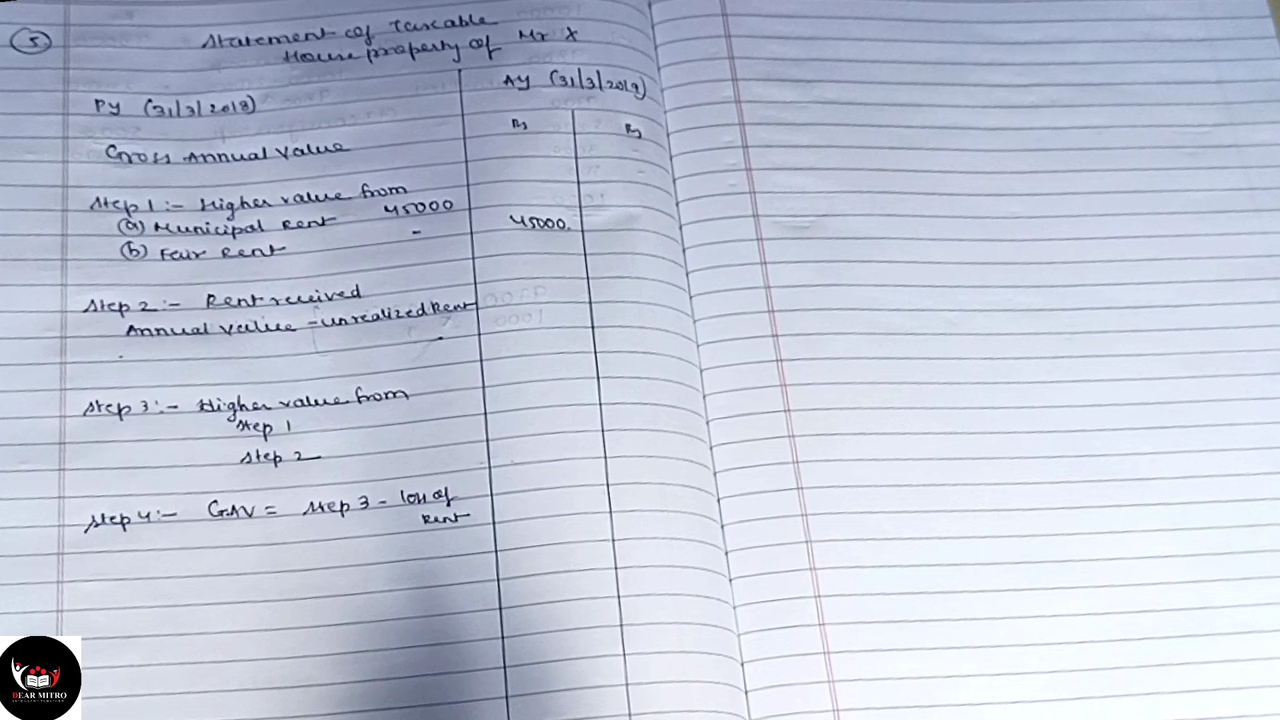 5
Statement of Taxable
House property of Mr X
PY (31/3/2018)
AY (31/3/2019)
Rs
Rs
Gross Annual Value
Step 1:- Higher value from
(a) Municipal Rent 45000
45000.
(b) Fair Rent -
Step 2:- Rent received
Annual value - unrealized Rent
Step 3:- Higher value from
Step 1
Step 2
Step 4:- GAV = Step 3 - loss of
Rent
DEAR MITRO